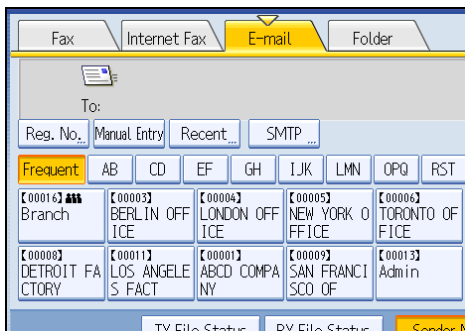 Fax Internet Fax E-mail Folder
To:
Reg. No. Manual Entry Recent SMTP
Frequent AB CD EF GH IJK LMN OPQ RST
【00016】 【00003】 【00004】 【00005】 【00006】
Branch BERLIN OFF LONDON OFF NEW YORK O TORONTO OF
ICE ICE FFICE FICE
【00008】 【00011】 【00001】 【00009】 【00013】
DETROIT FA LOS ANGELE ABCD COMPA SAN FRANCI Admin
CTORY S FACT NY SCO OF
TX File Status RX File Status Sender N